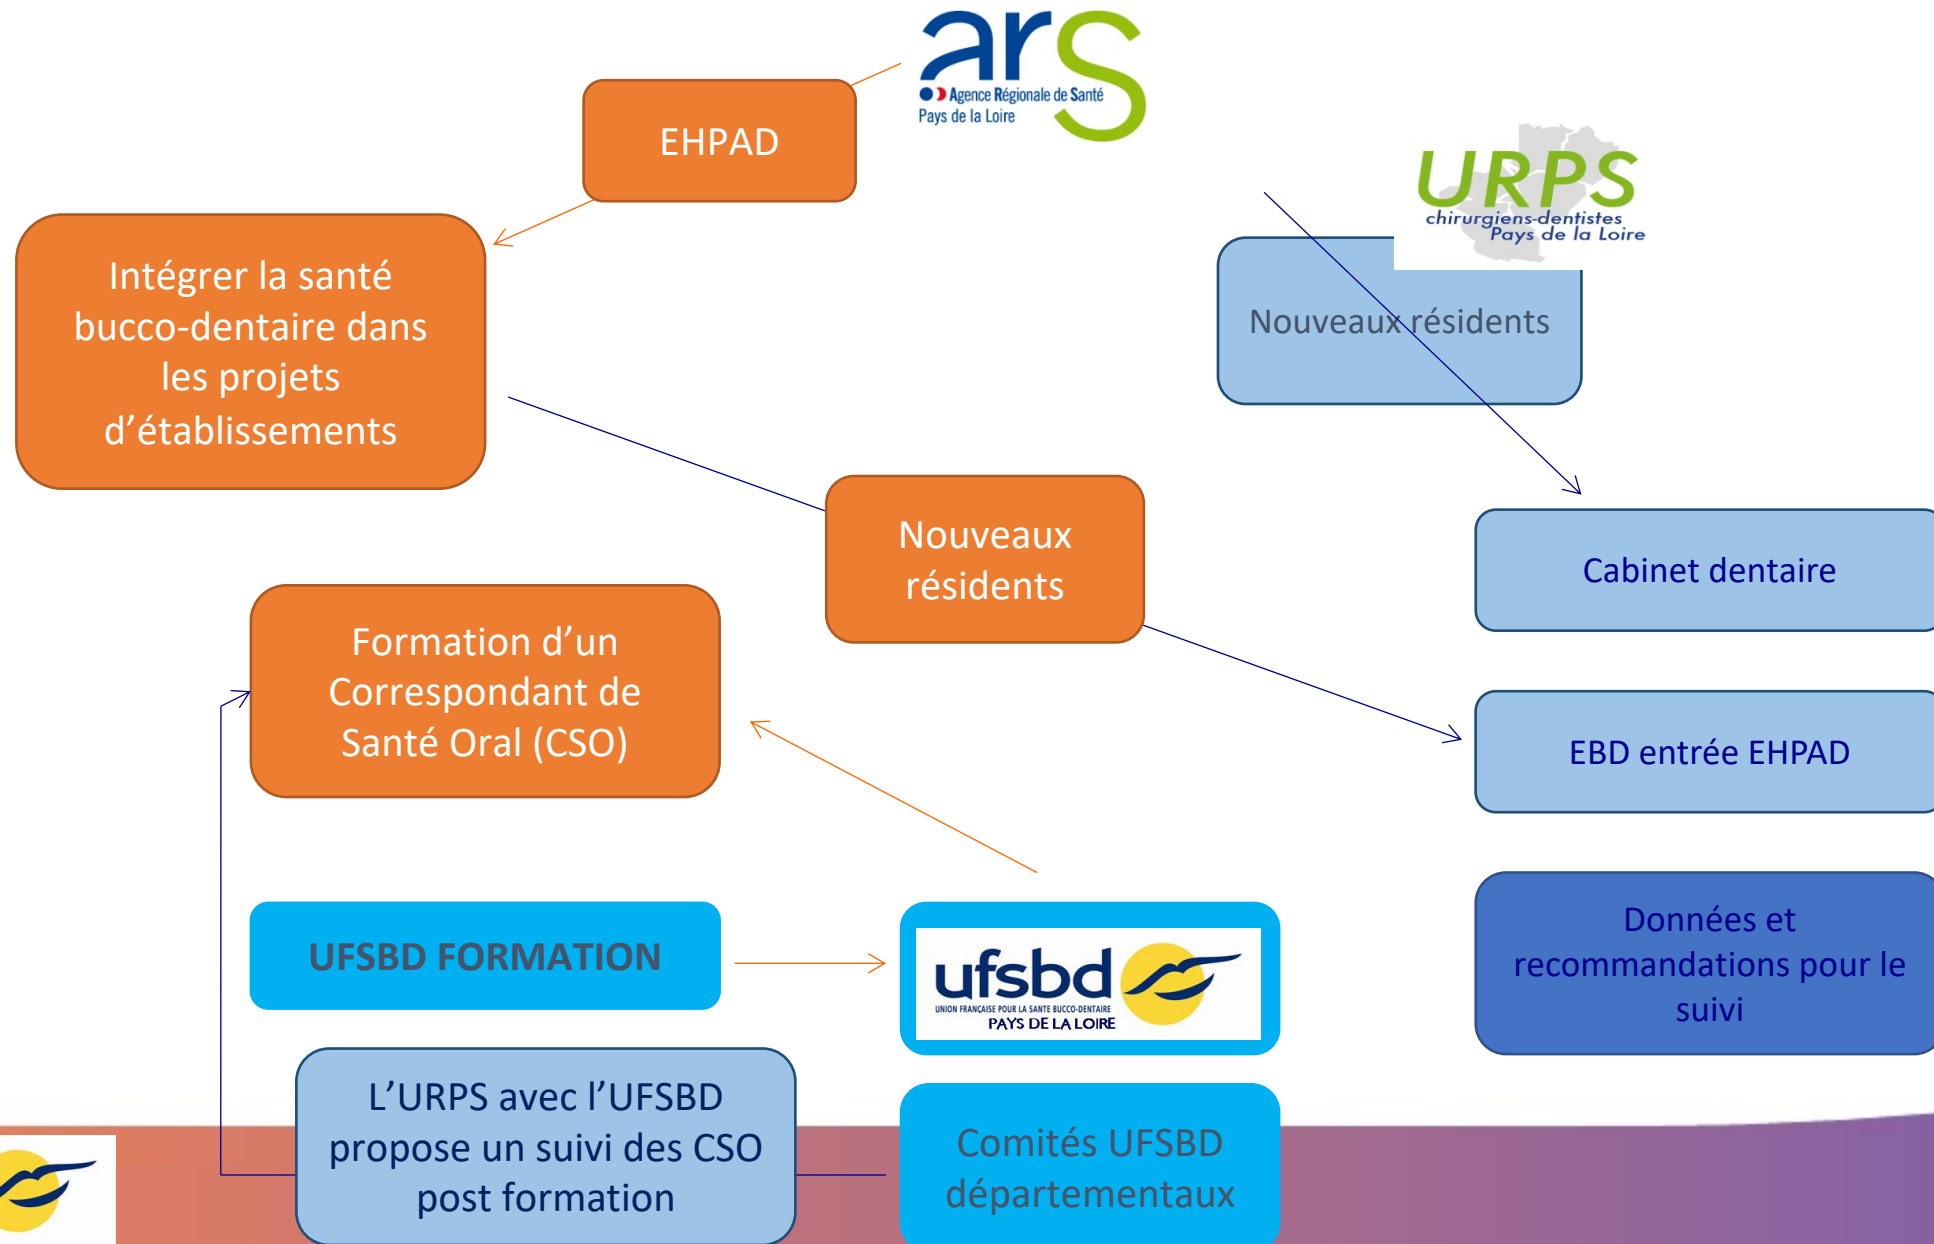 ars
Agence Régionale de Santé
Pays de la Loire
EHPAD
URPS
chirurgiens-dentistes
Pays de la Loire
Intégrer la santé
bucco-dentaire dans
les projets
d’établissements
Nouveaux résidents
Nouveaux
résidents
Cabinet dentaire
Formation d’un
Correspondant de
Santé Oral (CSO)
EBD entrée EHPAD
UFSBD FORMATION
ufsbd
UNION FRANÇAISE POUR LA SANTE BUCCO-DENTAIRE
PAYS DE LA LOIRE
Données et
recommandations pour le
suivi
L’URPS avec l’UFSBD
propose un suivi des CSO
post formation
Comités UFSBD
départementaux